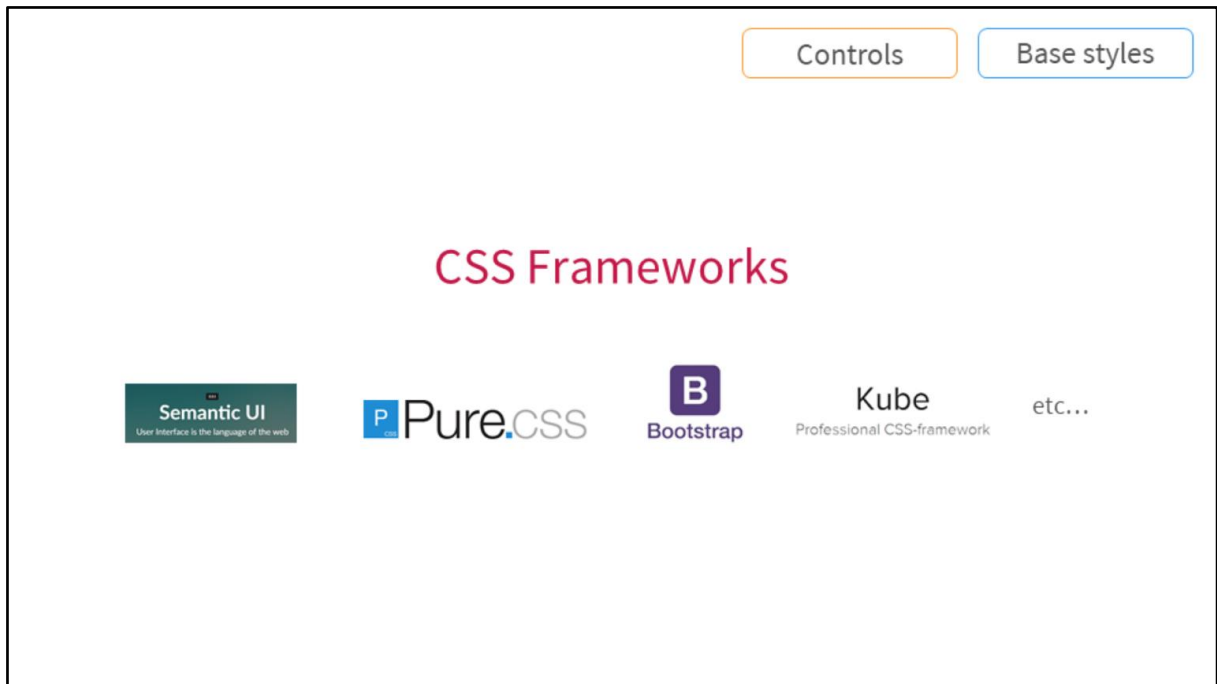 Controls
Base styles
CSS Frameworks
Semantic UI
User Interface is the language of the web
P
css
Pure.css
B
Bootstrap
Kube
Professional CSS-framework
etc...